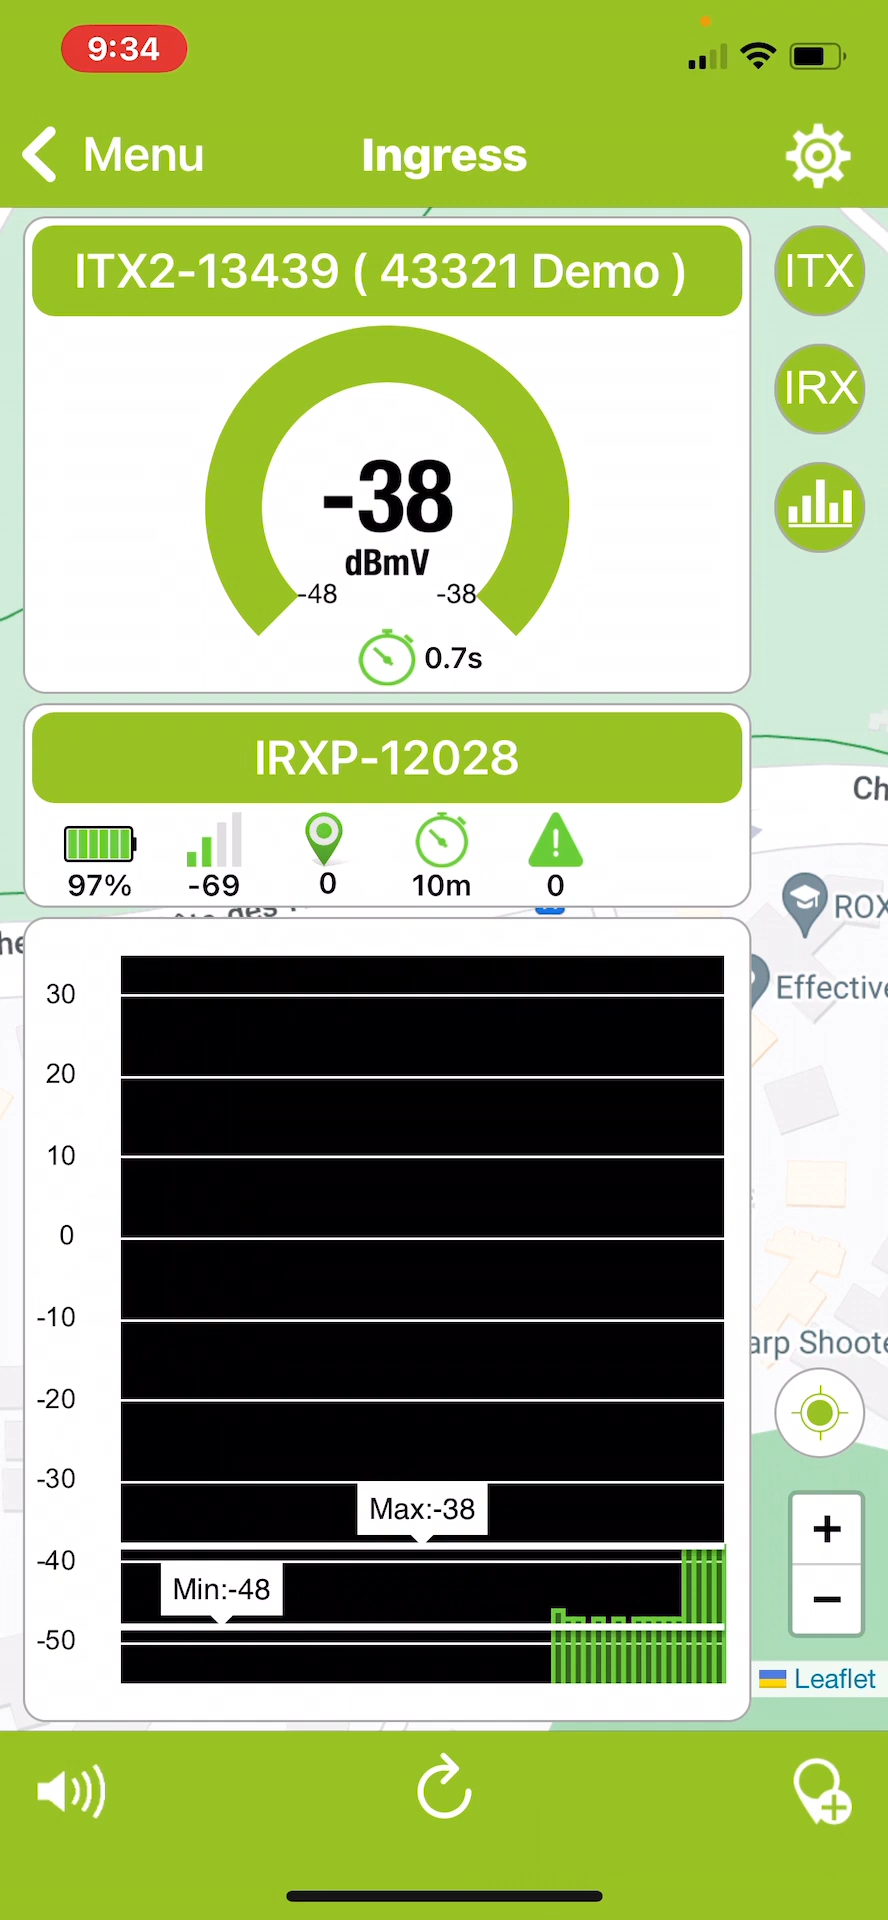 9:34
Menu
Ingress
ITX2-13439 ( 43321 Demo )
ITX
IRX
-38
dBmV
-48
-38
0.7s
IRXP-12028
97%
-69
0
10m
0
Ch
des
he
ROX
Effective
30
20
10
0
-10
-20
-30
-40
-50
Max:-38
Min:-48
arp Shoote
+
−
Leaflet